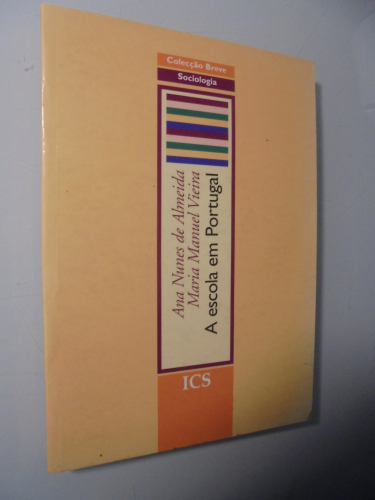 Colecção Breve
Sociologia
Ana Nunes de Almeida
Maria Manuel Vieira
A escola em Portugal
ICS